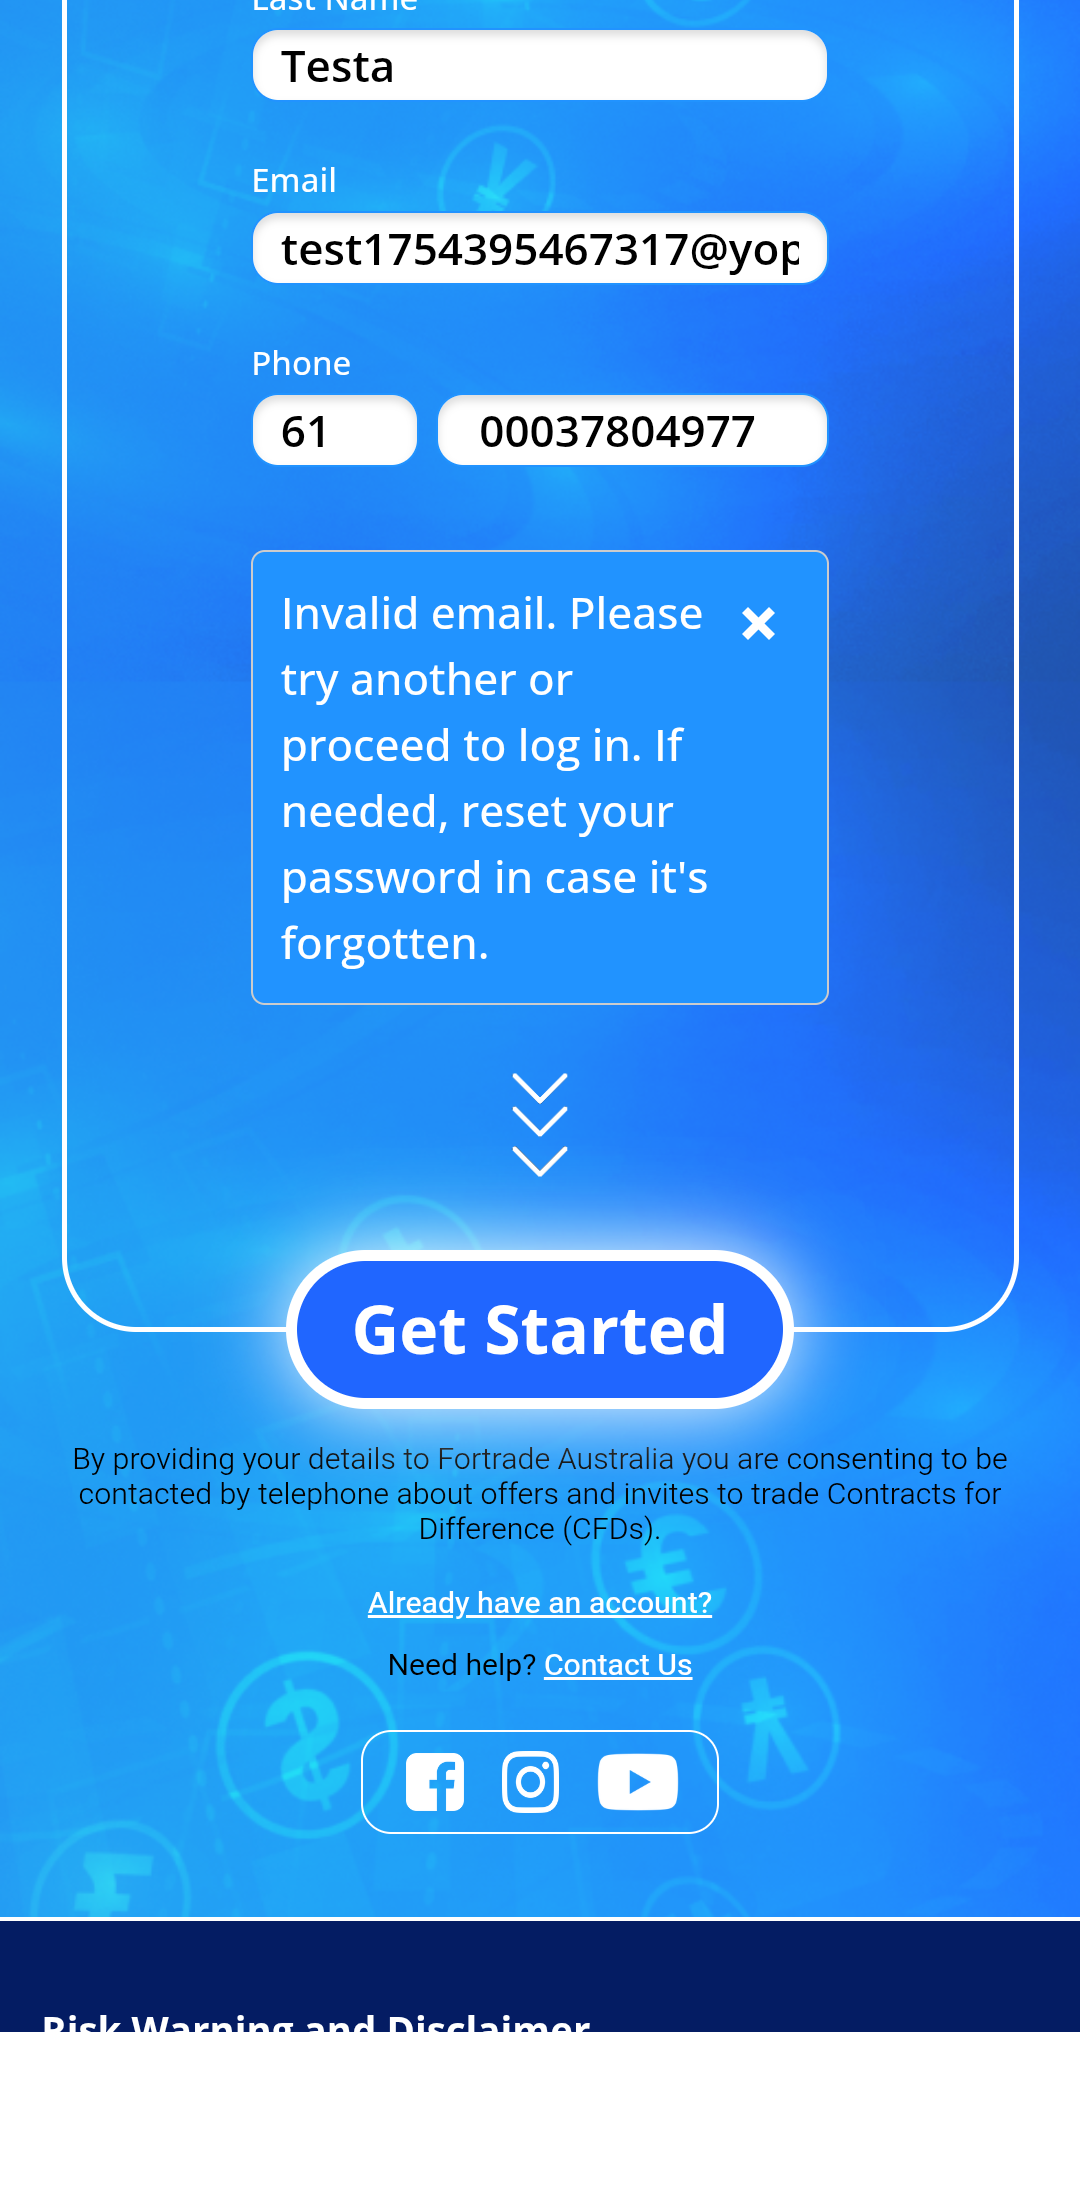 Last Name
Testa
Email
test1754395467317@yop
Phone
61
00037804977
Invalid email. Please
try another or
proceed to log in. If
needed, reset your
password in case it's
forgotten.
Get Started
By providing your details to Fortrade Australia you are consenting to be
contacted by telephone about offers and invites to trade Contracts for
Difference (CFDs).
Already have an account?
Need help? Contact Us
Risk Warning and Disclaimer